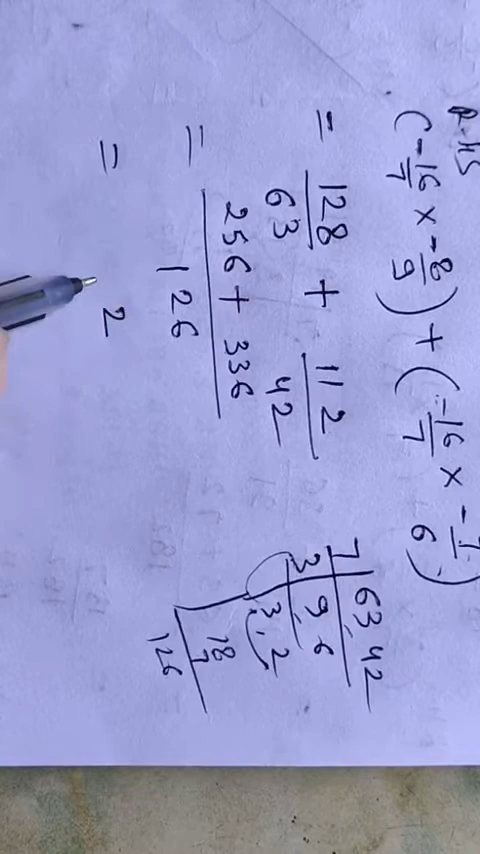 R.H.S
(-16/7 × -8/9) + (-16/7 × -7/6)
= 128/63 + 112/42
= 256 + 336/126
= 2
7 | 63, 42
3 | 9, 6
3, 2
18
7
126